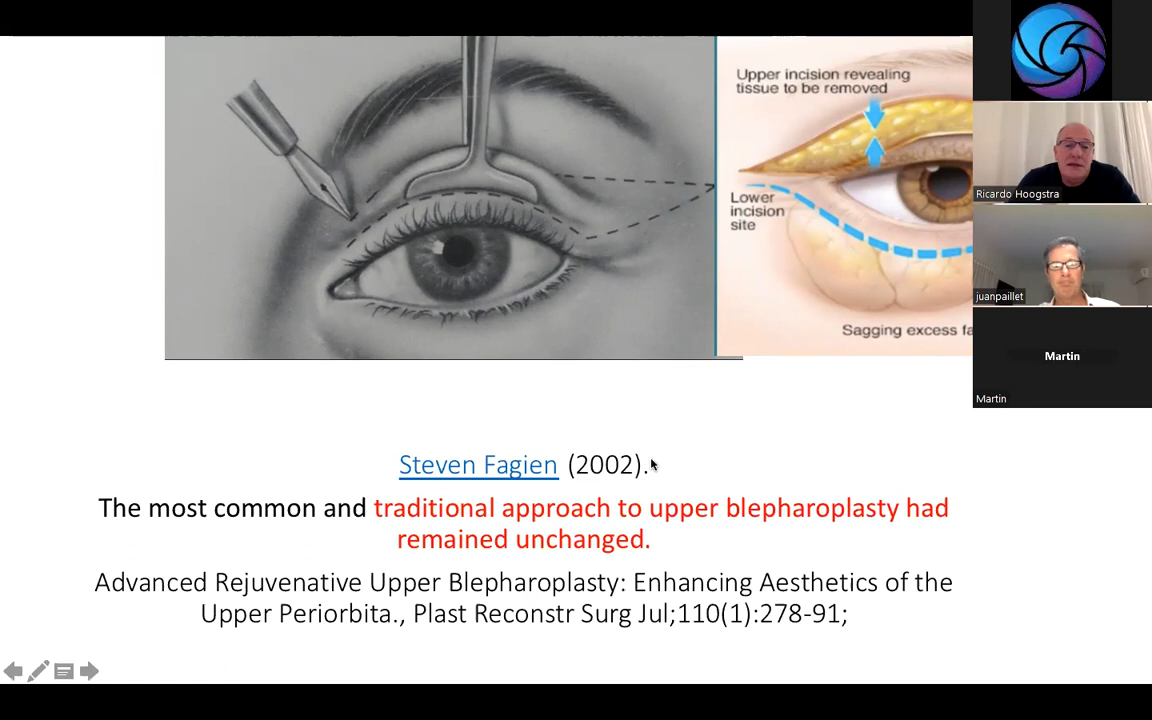 Upper incision revealing
tissue to be removed
Lower
incision
site
Sagging excess fa
Ricardo Hoogstra
juanpaillet
Martin
Martin
Steven Fagien (2002).
The most common and traditional approach to upper blepharoplasty had
remained unchanged.
Advanced Rejuvenative Upper Blepharoplasty: Enhancing Aesthetics of the
Upper Periorbita., Plast Reconstr Surg Jul;110(1):278-91;